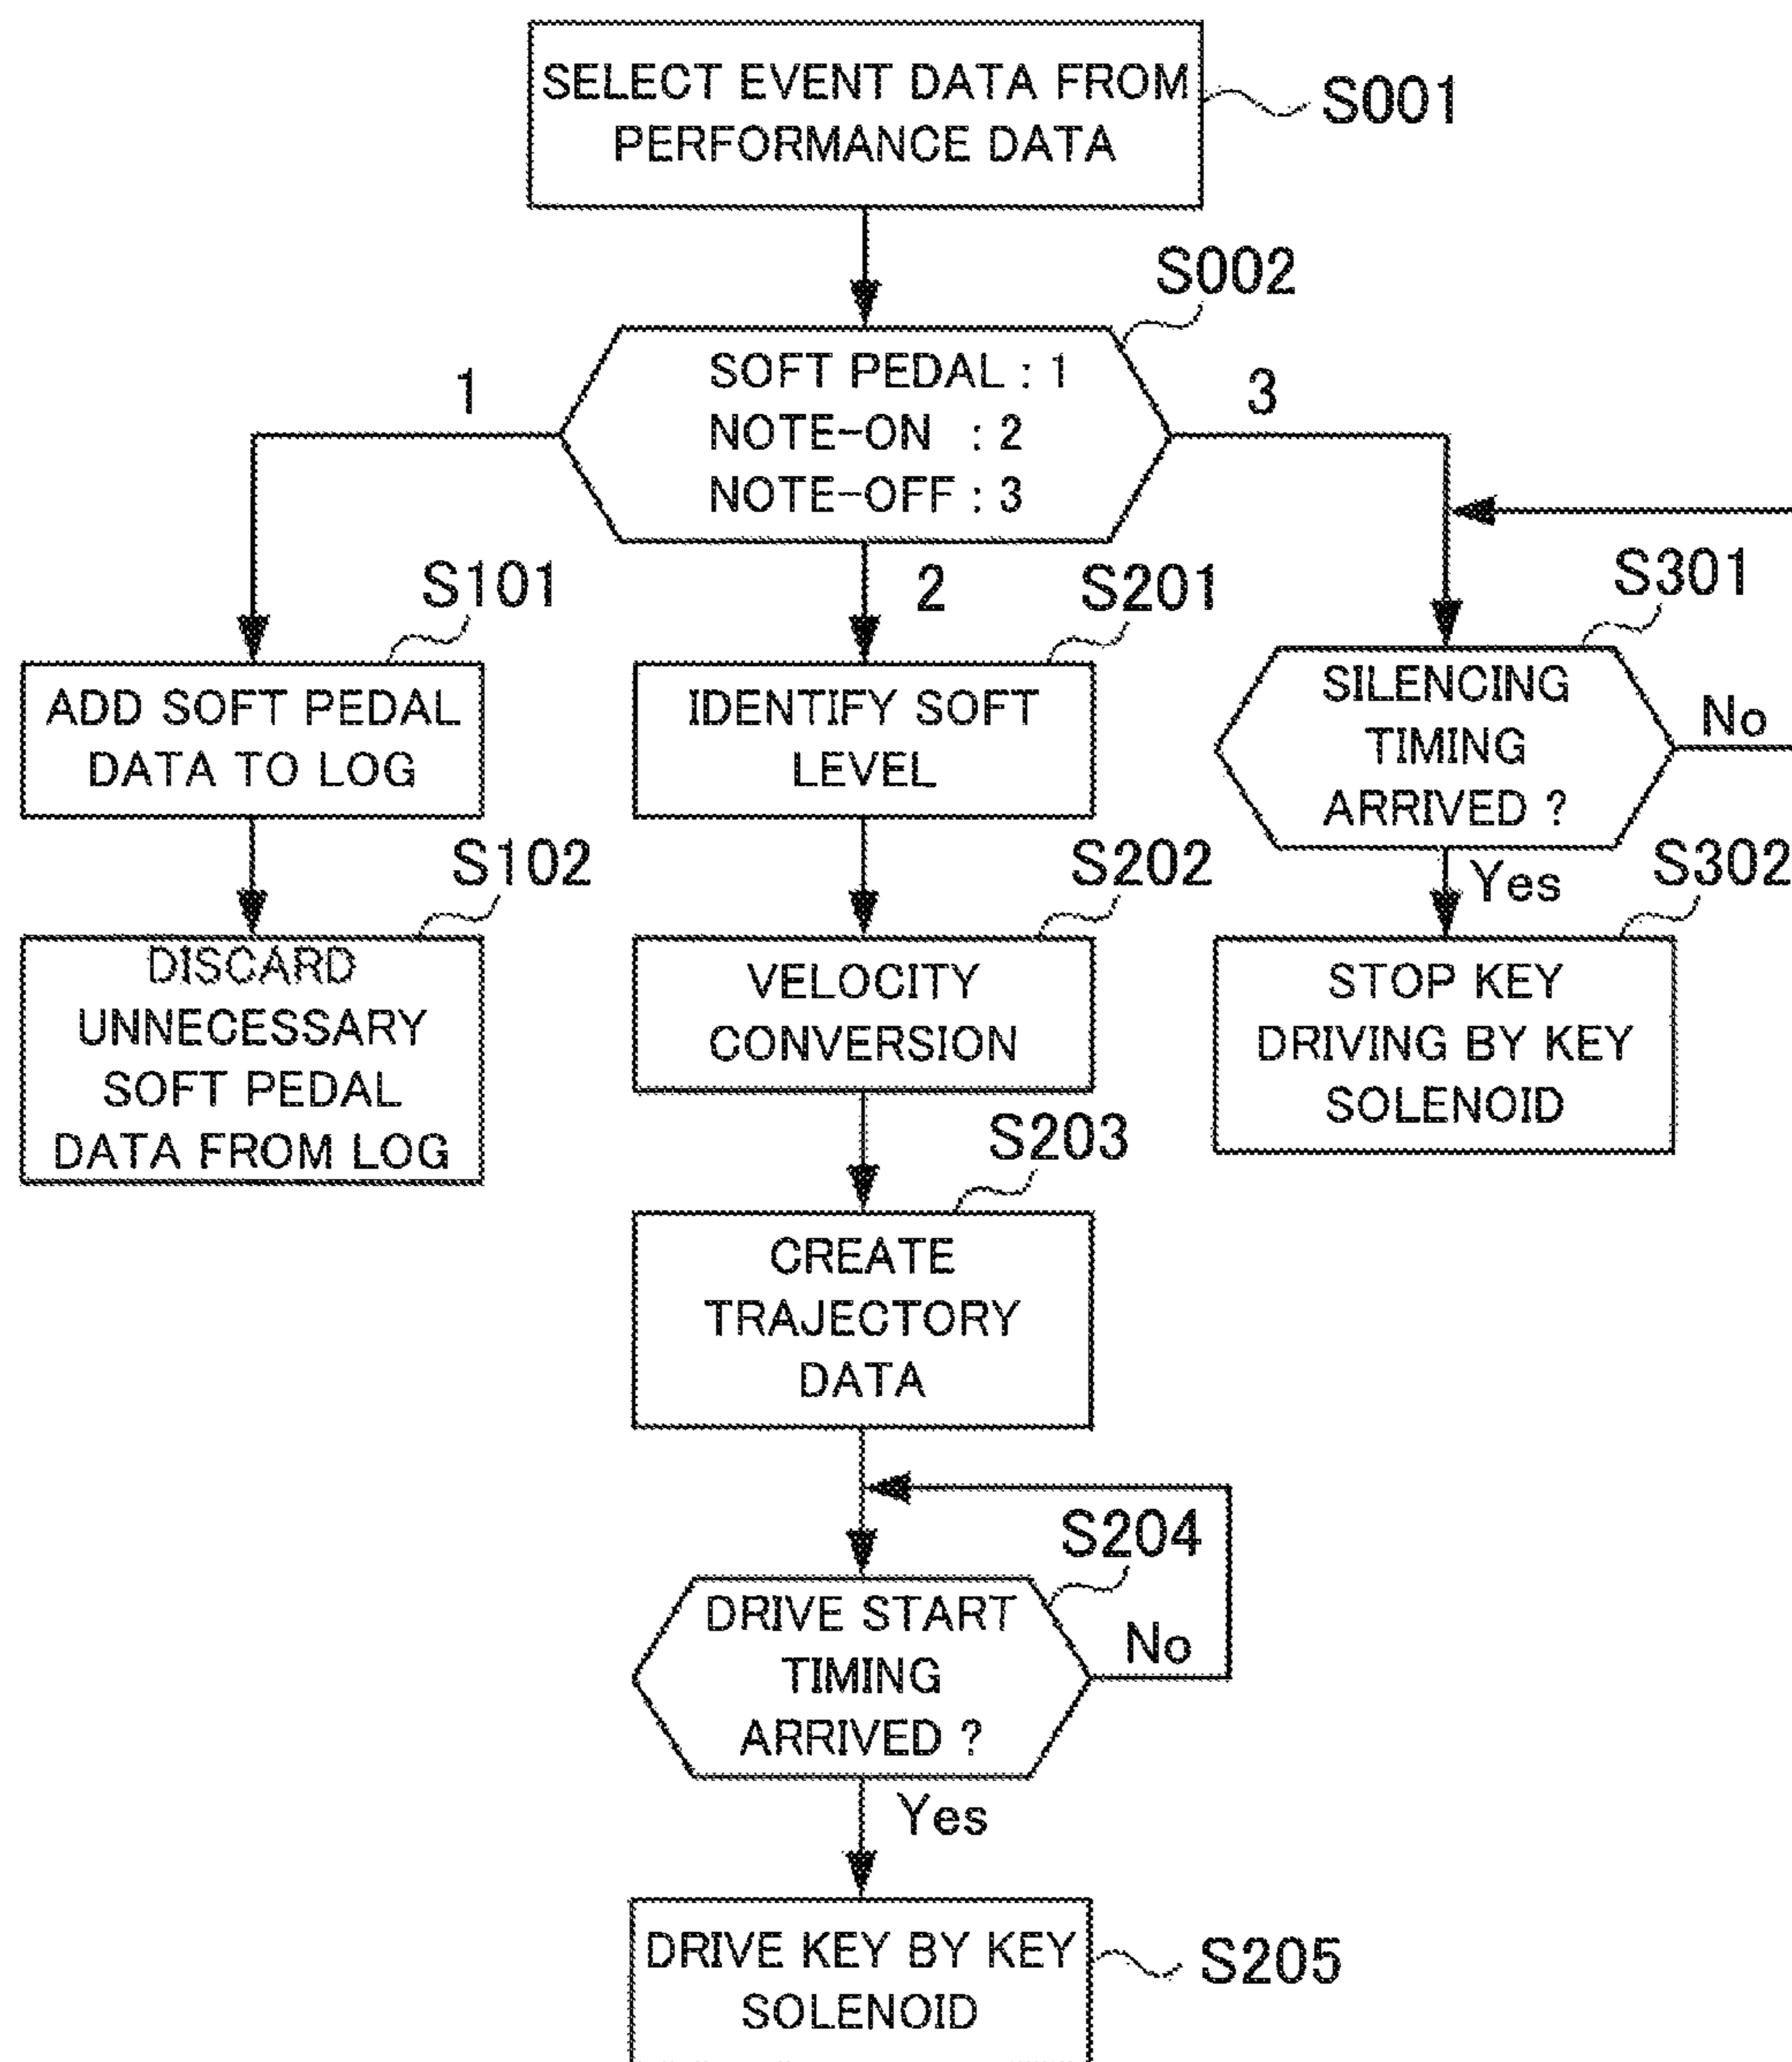 SELECT EVENT DATA FROM
PERFORMANCE DATA
S001
S002
SOFT PEDAL : 1
NOTE-ON : 2
NOTE-OFF : 3
1
3
2
S101
ADD SOFT PEDAL
DATA TO LOG
S102
DISCARD
UNNECESSARY
SOFT PEDAL
DATA FROM LOG
S201
IDENTIFY SOFT
LEVEL
S202
VELOCITY
CONVERSION
S203
CREATE
TRAJECTORY
DATA
S204
DRIVE START
TIMING
ARRIVED ?
No
Yes
DRIVE KEY BY KEY
SOLENOID
S205
S301
SILENCING
TIMING
ARRIVED ?
No
Yes
S302
STOP KEY
DRIVING BY KEY
SOLENOID